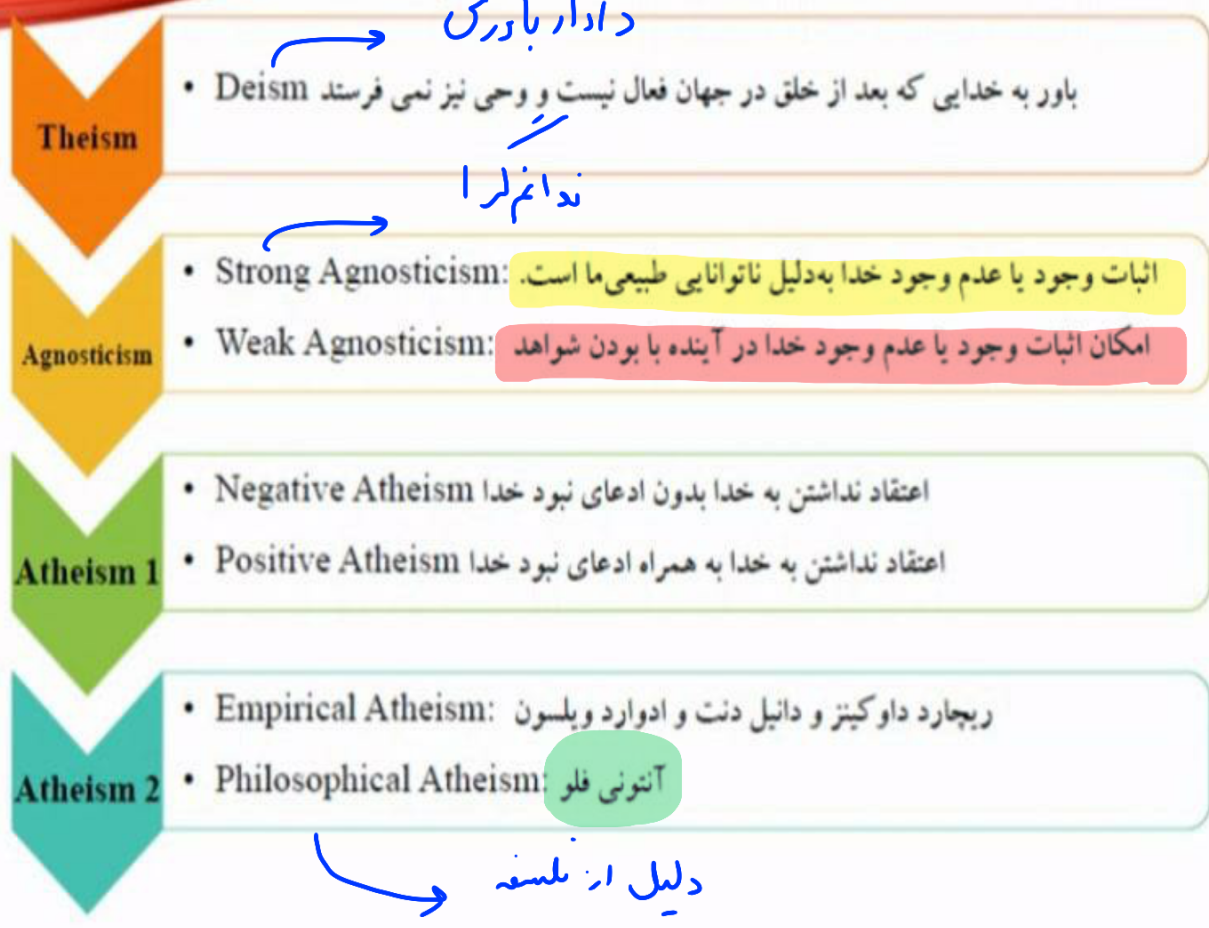 دادار باوری
Theism
• Deism باور به خدایی که بعد از خلق در جهان فعال نیست و وحی نیز نمی فرستد
ندانم‌گرا
Agnosticism
• Strong Agnosticism: اثبات وجود یا عدم وجود خدا به‌دلیل ناتوانایی طبیعی‌ما است.
• Weak Agnosticism: امکان اثبات وجود یا عدم وجود خدا در آینده با بودن شواهد
Atheism 1
• Negative Atheism اعتقاد نداشتن به خدا بدون ادعای نبود خدا
• Positive Atheism اعتقاد نداشتن به خدا به همراه ادعای نبود خدا
Atheism 2
• Empirical Atheism: ریچارد داوکینز و دانیل دنت و ادوارد ویلسون
• Philosophical Atheism: آنتونی فلو
دلیل از فلسفه